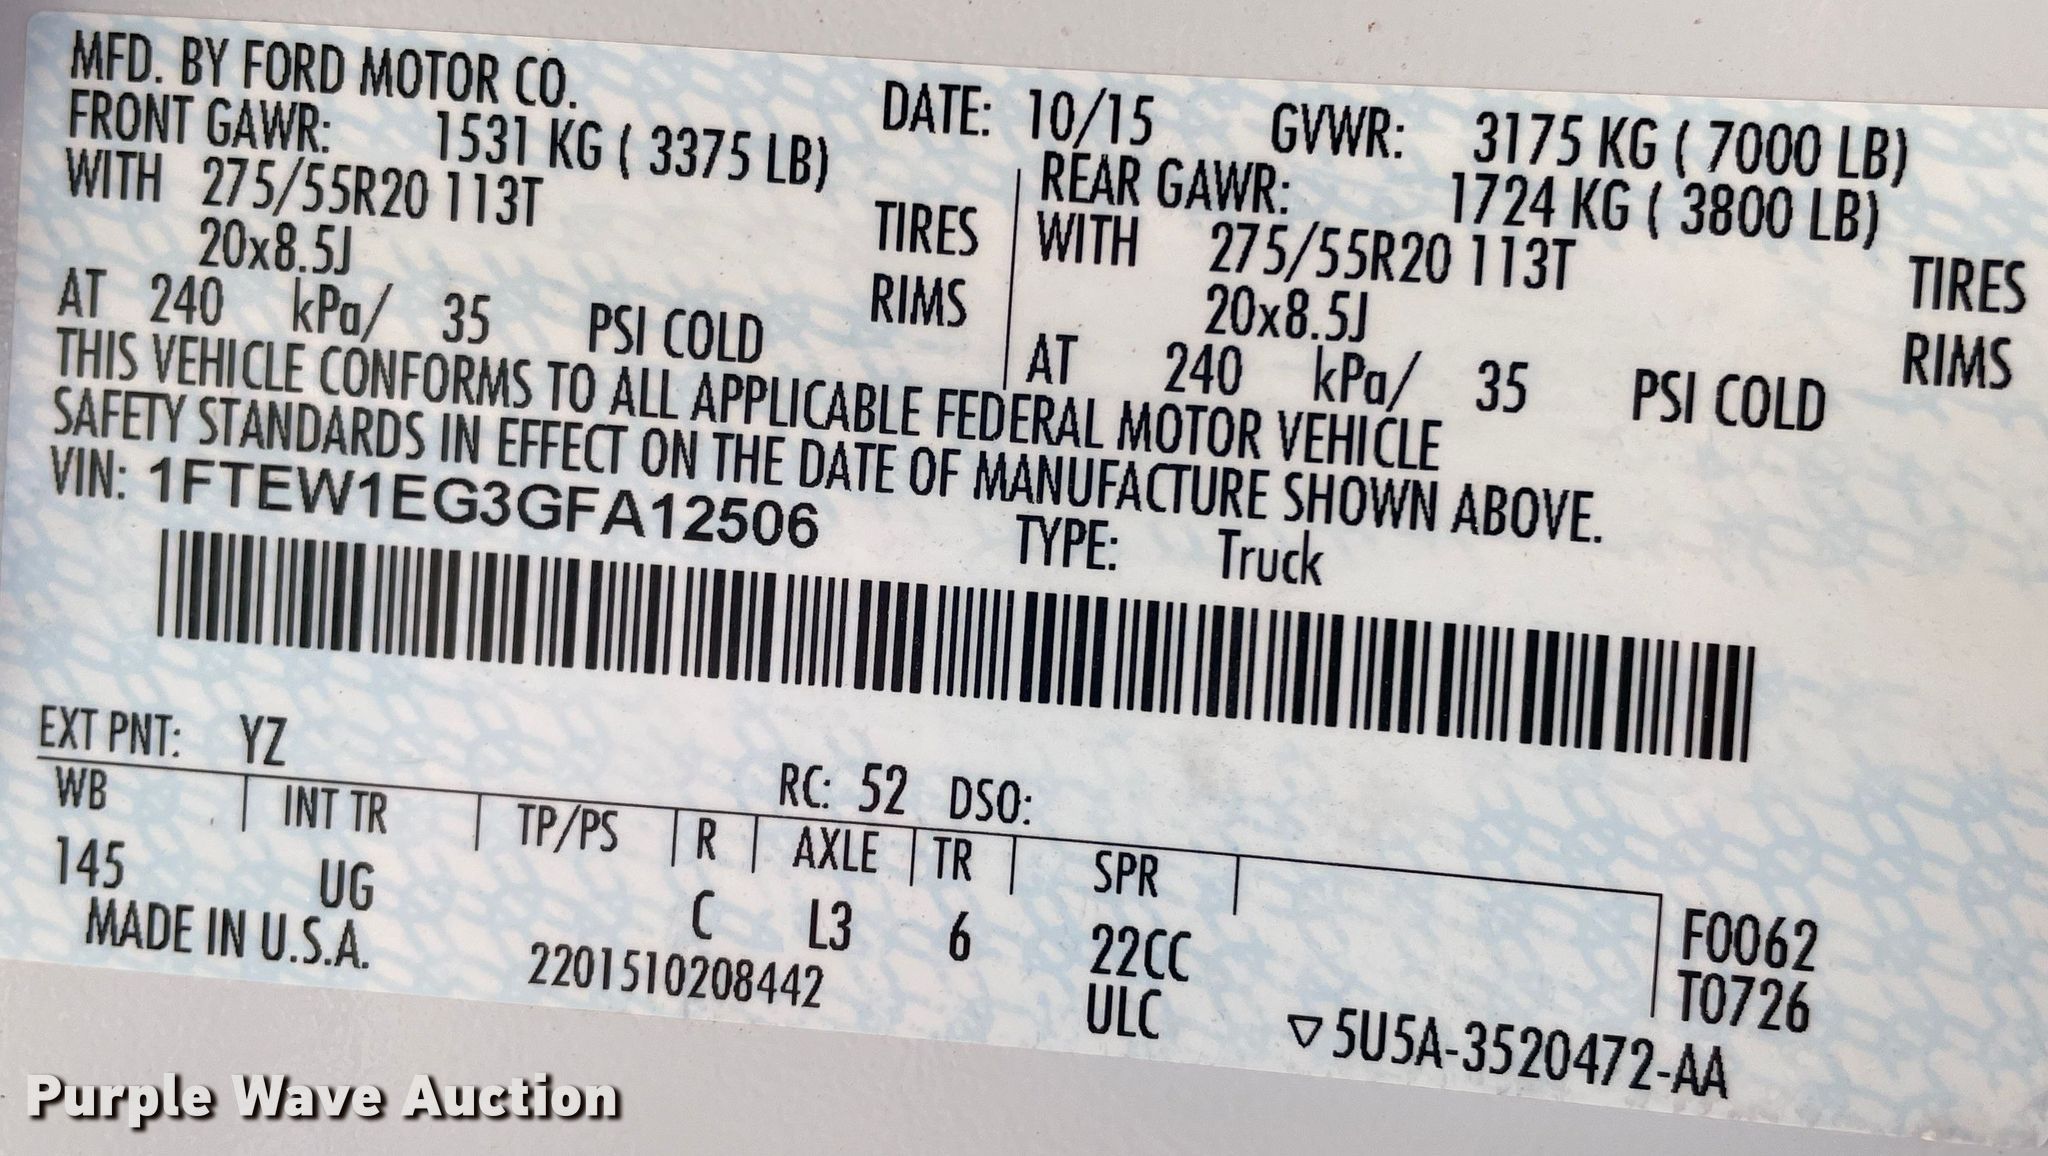 MFD. BY FORD MOTOR CO. DATE: 10/15 GVWR: 3175 KG ( 7000 LB)
FRONT GAWR: 1531 KG ( 3375 LB) REAR GAWR: 1724 KG ( 3800 LB)
WITH 275/55R20 113T TIRES WITH 275/55R20 113T TIRES
20x8.5J RIMS 20x8.5J RIMS
AT 240 kPa/ 35 PSI COLD AT 240 kPa/ 35 PSI COLD
THIS VEHICLE CONFORMS TO ALL APPLICABLE FEDERAL MOTOR VEHICLE
SAFETY STANDARDS IN EFFECT ON THE DATE OF MANUFACTURE SHOWN ABOVE.
VIN: 1FTEW1EG3GFA12506 TYPE: Truck
EXT PNT: YZ RC: 52 DSO:
WB INT TR TP/PS R AXLE TR SPR
145 UG C L3 6 22CC F0062
MADE IN U.S.A. 2201510208442 ULC T0726
▽5U5A-3520472-AA
Purple Wave Auction